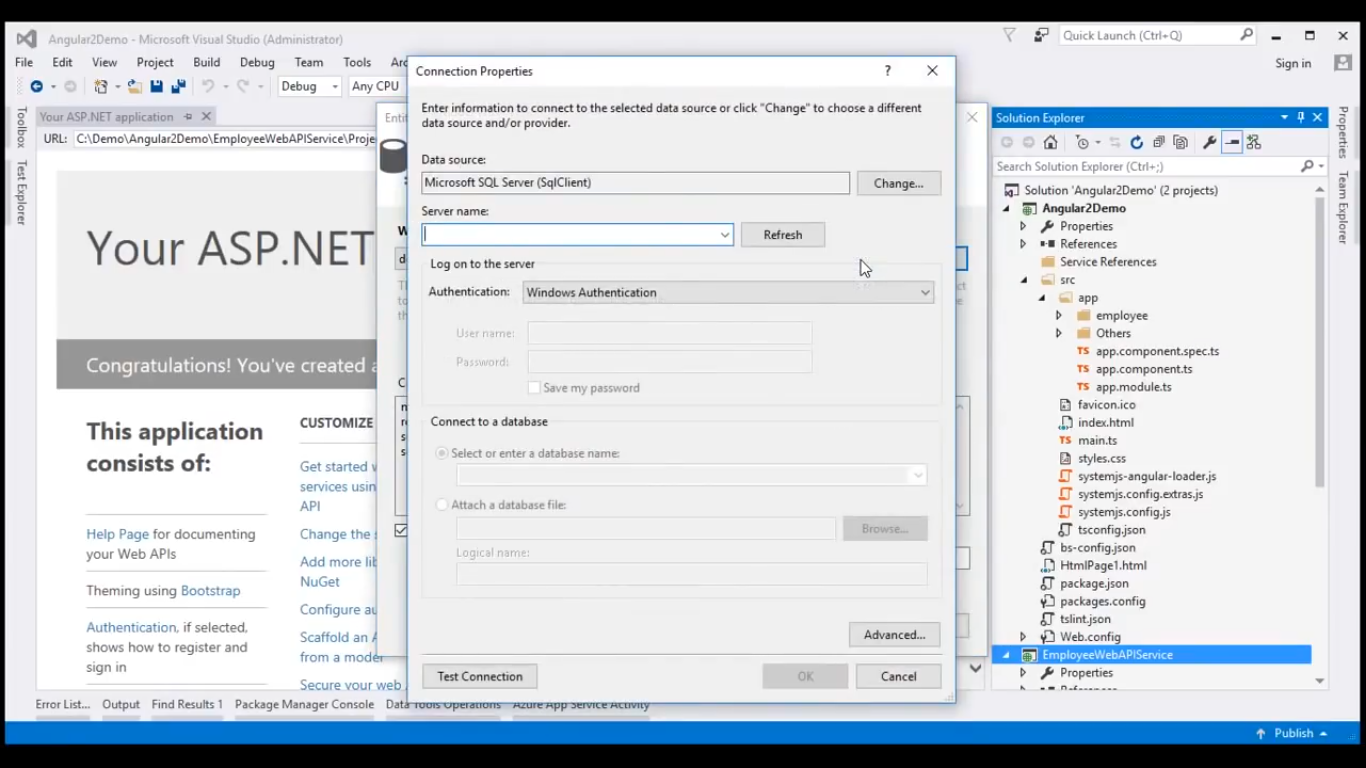 Angular2Demo - Microsoft Visual Studio (Administrator)
Quick Launch (Ctrl+Q)
File Edit View Project Build Debug Team Tools
Sign in
Debug
Any CPU
Toolbox
Test Explorer
Your ASP.NET application
URL: C:\Demo\Angular2Demo\EmployeeWebAPIService\Proje
Your ASP.NET
Congratulations! You've created a
This application
consists of:
Help Page for documenting
your Web APIs
Theming using Bootstrap
Authentication, if selected,
shows how to register and
sign in
CUSTOMIZE
Get started
services using
API
Change the
Add more lib
NuGet
Configure au
Scaffold an A
from a model
Secure your web
Connection Properties
?
Enter information to connect to the selected data source or click "Change" to choose a different
data source and/or provider.
Data source:
Microsoft SQL Server (SqlClient)
Change...
Server name:
Refresh
Log on to the server
Authentication: Windows Authentication
User name:
Password:
Save my password
Connect to a database
Select or enter a database name:
Attach a database file:
Browse...
Logical name:
Advanced...
Test Connection
OK
Cancel
Solution Explorer
Search Solution Explorer (Ctrl+;)
Solution 'Angular2Demo' (2 projects)
Angular2Demo
Properties
References
Service References
src
app
employee
Others
TS app.component.spec.ts
TS app.component.ts
TS app.module.ts
favicon.ico
index.html
TS main.ts
styles.css
systemjs-angular-loader.js
systemjs.config.extras.js
systemjs.config.js
tsconfig.json
bs-config.json
HtmlPage1.html
package.json
packages.config
tslint.json
Web.config
EmployeeWebAPIService
Properties
Properties
Team Explorer
Error List... Output Find Results 1 Package Manager Console Data Tools Operations Azure App Service Activity
Publish